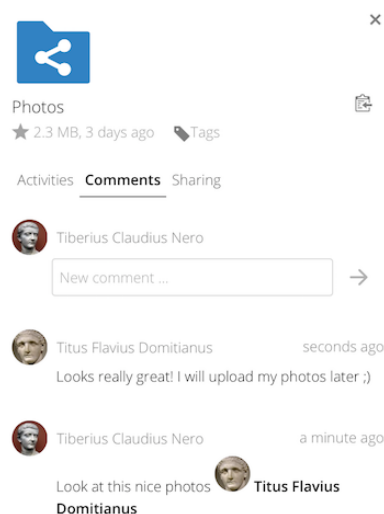 Photos
2.3 MB, 3 days ago Tags
Activities Comments Sharing
Tiberius Claudius Nero
New comment ...
Titus Flavius Domitianus seconds ago
Looks really great! I will upload my photos later ;)
Tiberius Claudius Nero a minute ago
Look at this nice photos Titus Flavius
Domitianus